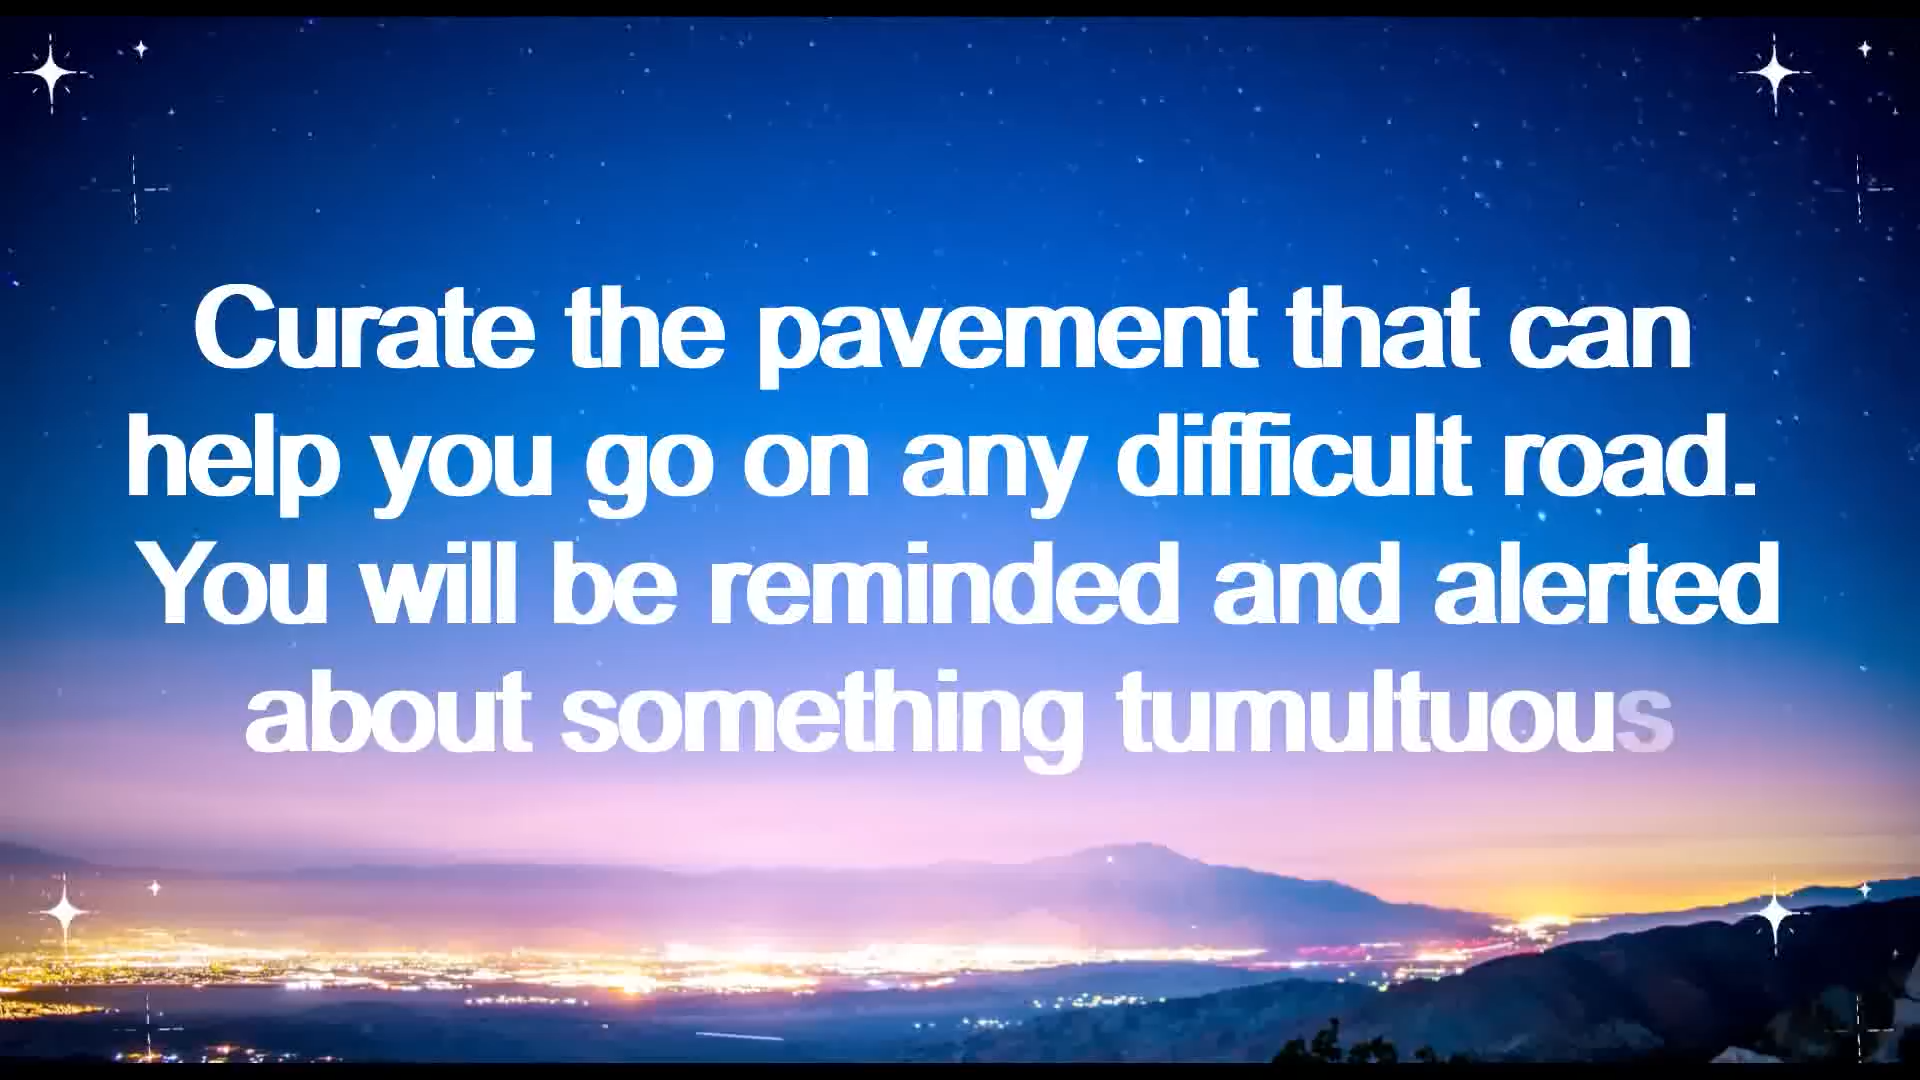 Curate the pavement that can
help you go on any difficult road.
You will be reminded and alerted
about something tumultuous